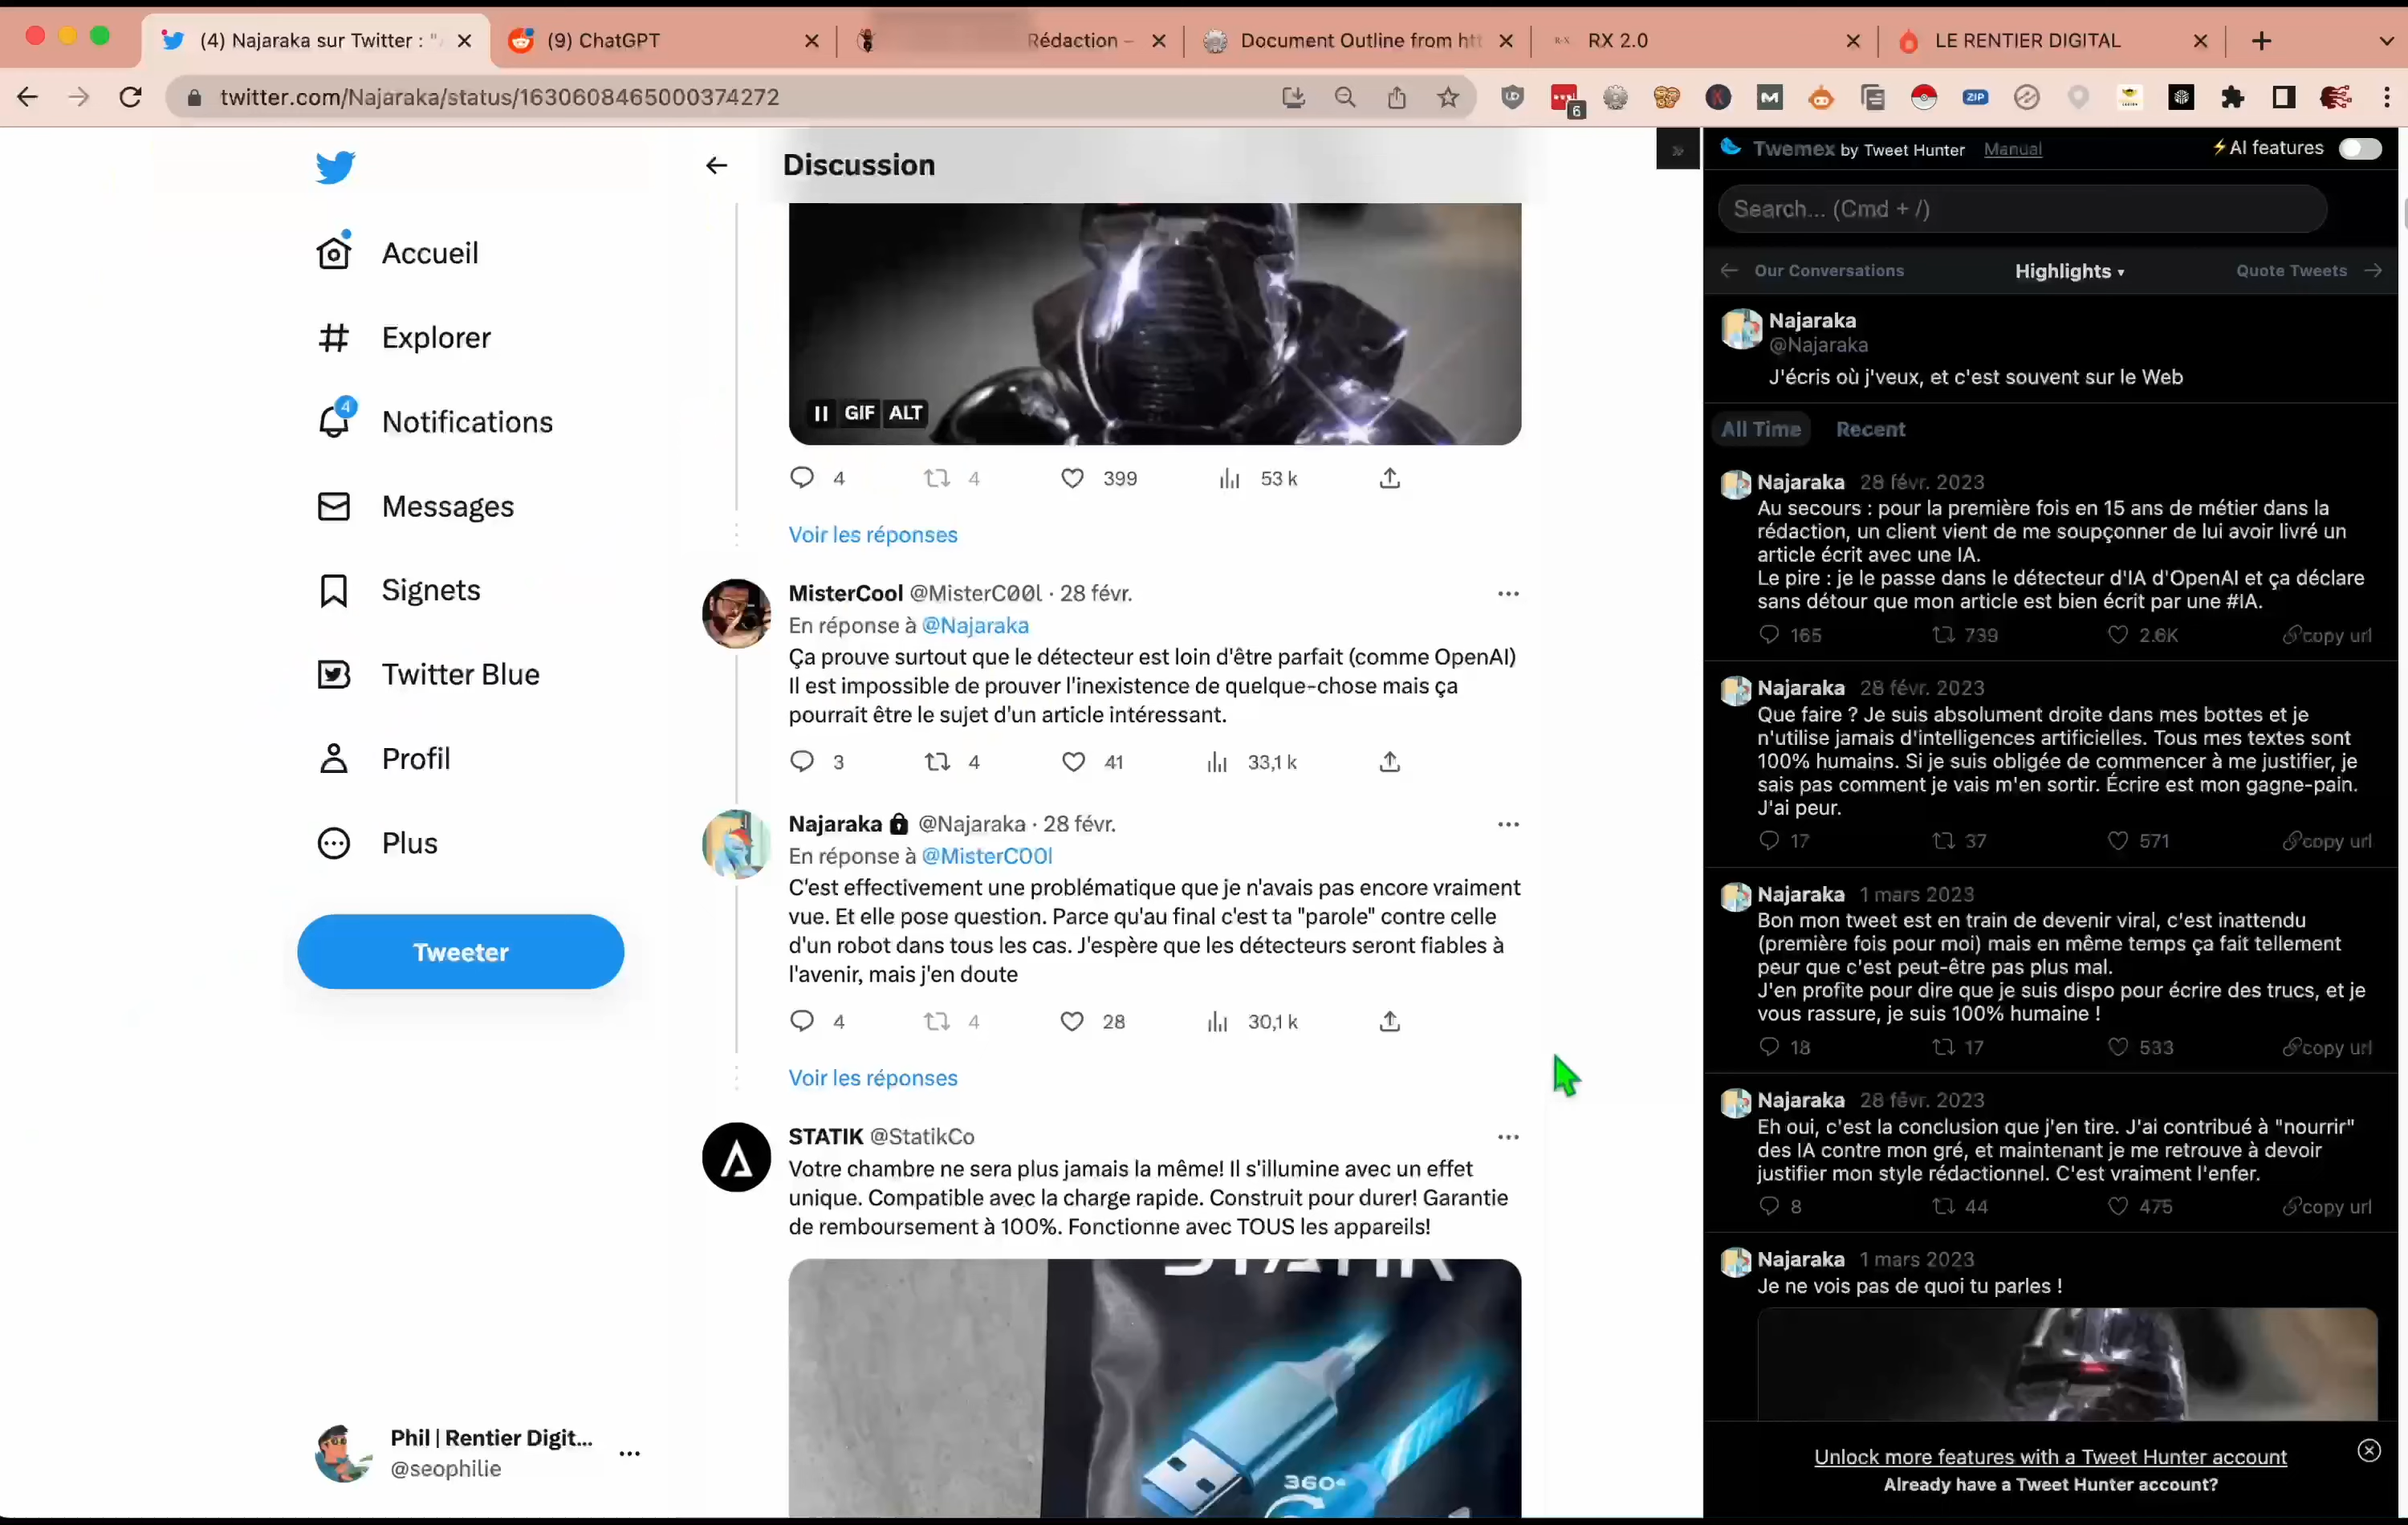 (4) Najaraka sur Twitter : "
(9) ChatGPT
Rédaction –
Document Outline from htt
RX 2.0
LE RENTIER DIGITAL
twitter.com/Najaraka/status/1630608465000374272
6
ZIP
Accueil
Explorer
4
Notifications
Messages
Signets
Twitter Blue
Profil
Plus
Tweeter
Phil | Rentier Digit...
@seophilie
Discussion
GIF
ALT
4
4
399
53 k
Voir les réponses
MisterCool @MisterC00l · 28 févr.
En réponse à @Najaraka
Ça prouve surtout que le détecteur est loin d'être parfait (comme OpenAI)
Il est impossible de prouver l'inexistence de quelque-chose mais ça
pourrait être le sujet d'un article intéressant.
3
4
41
33,1 k
Najaraka @Najaraka · 28 févr.
En réponse à @MisterC00l
C'est effectivement une problématique que je n'avais pas encore vraiment
vue. Et elle pose question. Parce qu'au final c'est ta "parole" contre celle
d'un robot dans tous les cas. J'espère que les détecteurs seront fiables à
l'avenir, mais j'en doute
4
4
28
30,1 k
Voir les réponses
STATIK @StatikCo
Votre chambre ne sera plus jamais la même! Il s'illumine avec un effet
unique. Compatible avec la charge rapide. Construit pour durer! Garantie
de remboursement à 100%. Fonctionne avec TOUS les appareils!
STATIK
360°
Twemex by Tweet Hunter
Manual
⚡AI features
Search... (Cmd + /)
← Our Conversations
Highlights ▾
Quote Tweets →
Najaraka
@Najaraka
J'écris où j'veux, et c'est souvent sur le Web
All Time
Recent
Najaraka 28 févr. 2023
Au secours : pour la première fois en 15 ans de métier dans la
rédaction, un client vient de me soupçonner de lui avoir livré un
article écrit avec une IA.
Le pire : je le passe dans le détecteur d'IA d'OpenAI et ça déclare
sans détour que mon article est bien écrit par une #IA.
165
739
2.6K
copy url
Najaraka 28 févr. 2023
Que faire ? Je suis absolument droite dans mes bottes et je
n'utilise jamais d'intelligences artificielles. Tous mes textes sont
100% humains. Si je suis obligée de commencer à me justifier, je
sais pas comment je vais m'en sortir. Écrire est mon gagne-pain.
J'ai peur.
17
37
571
copy url
Najaraka 1 mars 2023
Bon mon tweet est en train de devenir viral, c'est inattendu
(première fois pour moi) mais en même temps ça fait tellement
peur que c'est peut-être pas plus mal.
J'en profite pour dire que je suis dispo pour écrire des trucs, et je
vous rassure, je suis 100% humaine !
18
17
533
copy url
Najaraka 28 févr. 2023
Eh oui, c'est la conclusion que j'en tire. J'ai contribué à "nourrir"
des IA contre mon gré, et maintenant je me retrouve à devoir
justifier mon style rédactionnel. C'est vraiment l'enfer.
8
44
475
copy url
Najaraka 1 mars 2023
Je ne vois pas de quoi tu parles !
Unlock more features with a Tweet Hunter account
Already have a Tweet Hunter account?